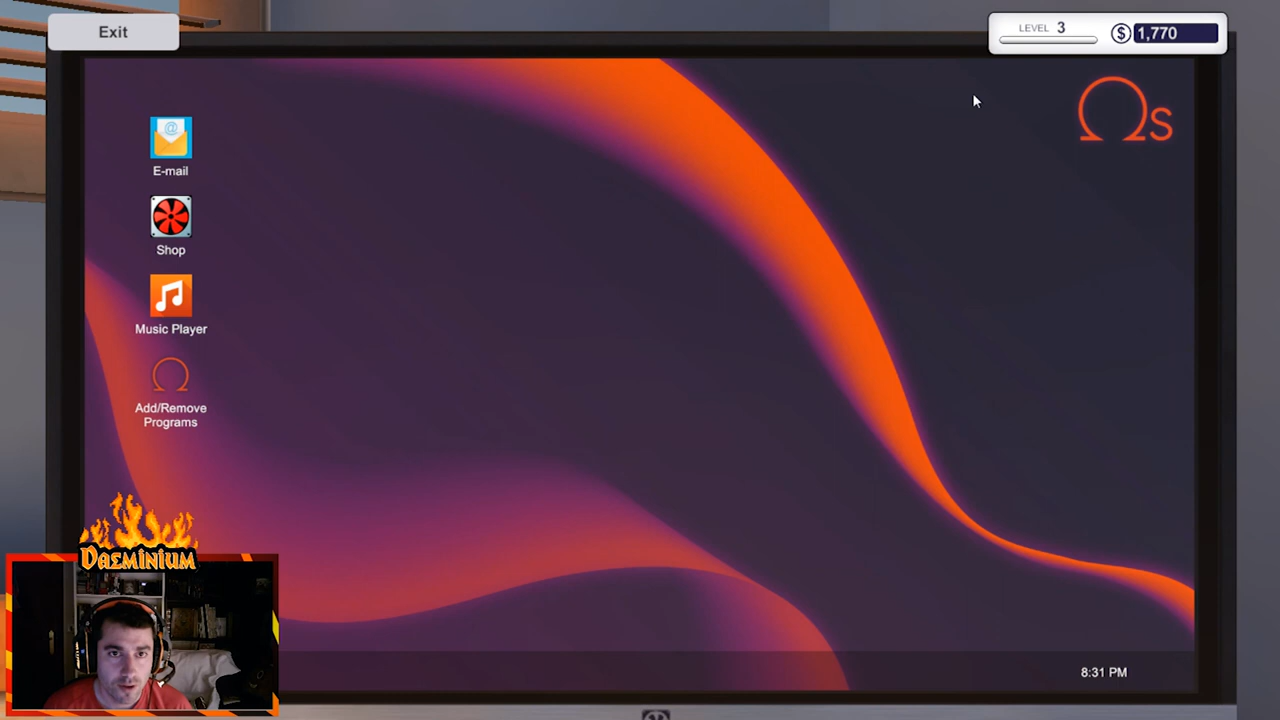 Exit
LEVEL 3
$ 1,770
Ωs
E-mail
Shop
Music Player
Add/Remove
Programs
DAEMINIUM
8:31 PM